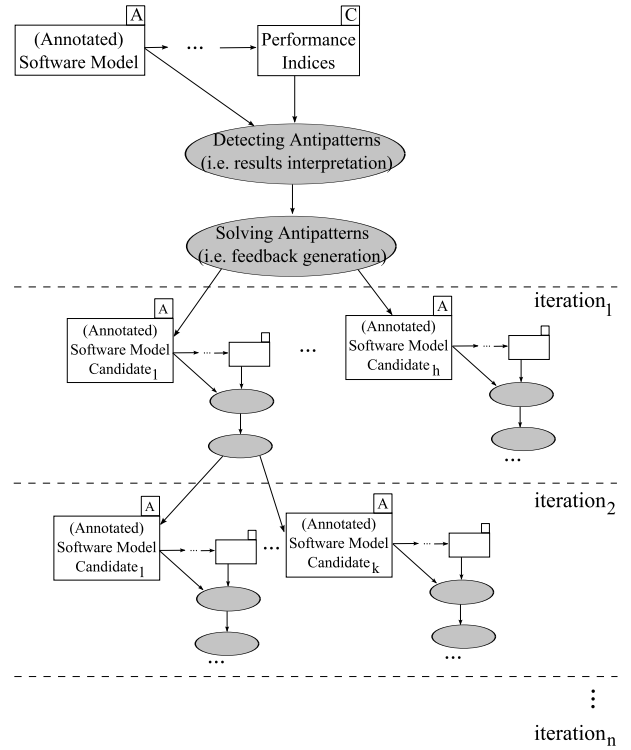 A
(Annotated)
Software Model
...
C
Performance
Indices
Detecting Antipatterns
(i.e. results interpretation)
Solving Antipatterns
(i.e. feedback generation)
iteration1
A
(Annotated)
Software Model
Candidate1
...
...
A
(Annotated)
Software Model
Candidateh
...
...
iteration2
A
(Annotated)
Software Model
Candidate1
...
...
...
A
(Annotated)
Software Model
Candidatek
...
...
⋮
iterationn